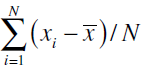 N
∑(xᵢ − x̅)/N
i=1